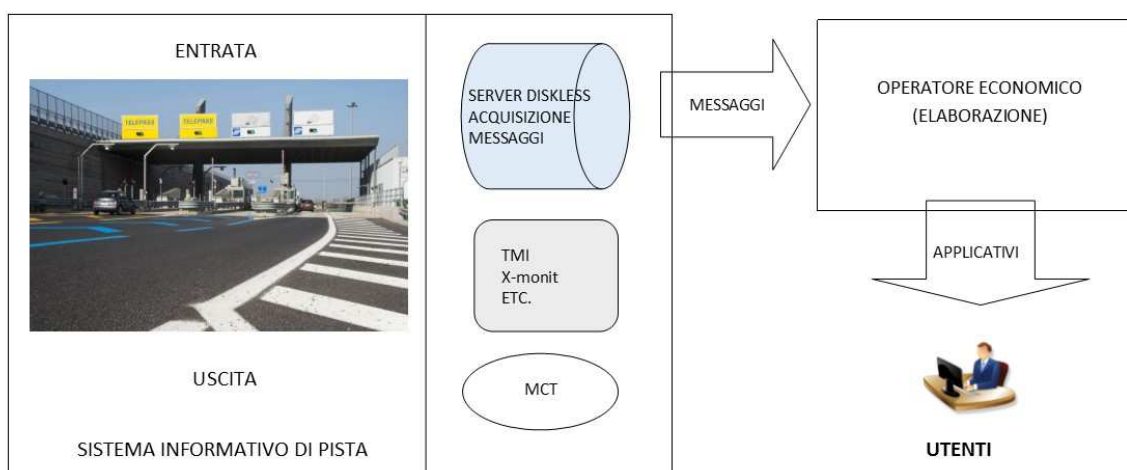 ENTRATA
TELEPASS
TELEPASS
USCITA
SISTEMA INFORMATIVO DI PISTA
SERVER DISKLESS
ACQUISIZIONE
MESSAGGI
TMI
X-monit
ETC.
MCT
MESSAGGI
OPERATORE ECONOMICO
(ELABORAZIONE)
APPLICATIVI
UTENTI